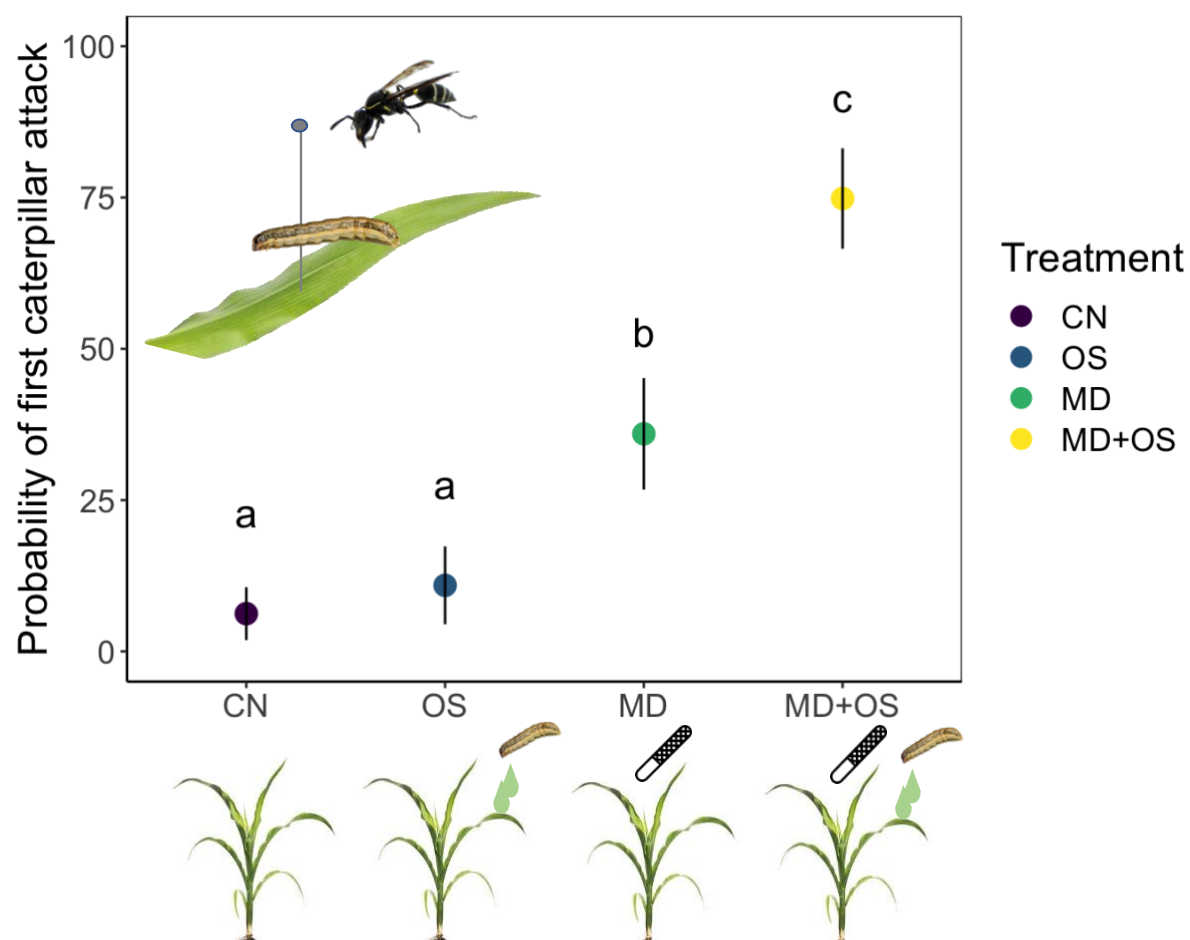 Probability of first caterpillar attack
100
75
50
25
0
a
a
b
c
CN
OS
MD
MD+OS
Treatment
CN
OS
MD
MD+OS